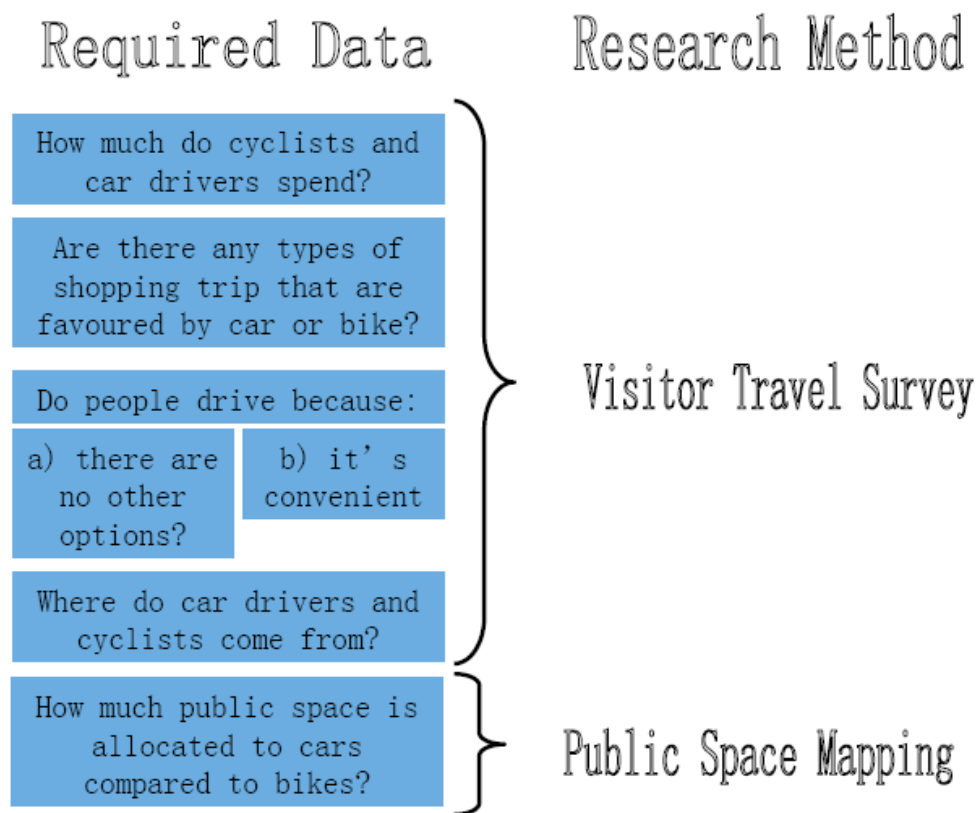 Required Data
Research Method
How much do cyclists and
car drivers spend?
Are there any types of
shopping trip that are
favoured by car or bike?
Do people drive because:
a) there are
no other
options?
b) it's
convenient
Where do car drivers and
cyclists come from?
Visitor Travel Survey
How much public space is
allocated to cars
compared to bikes?
Public Space Mapping